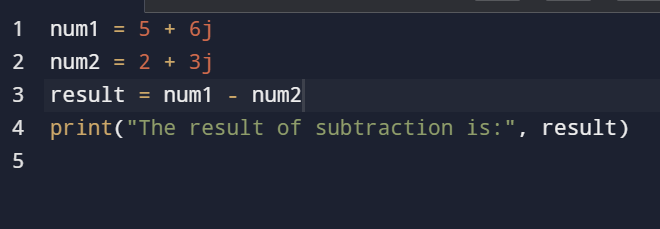 1 num1 = 5 + 6j
2 num2 = 2 + 3j
3 result = num1 - num2
4 print("The result of subtraction is:", result)
5